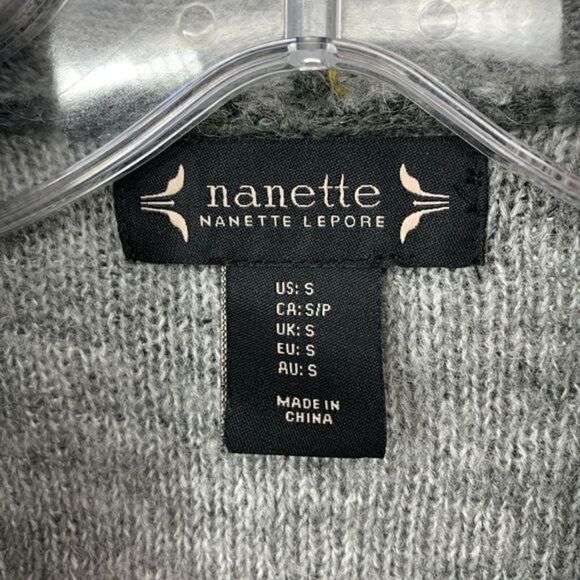 nanette
NANETTE LEPORE
US: S
CA: S/P
UK: S
EU: S
AU: S
MADE IN
CHINA